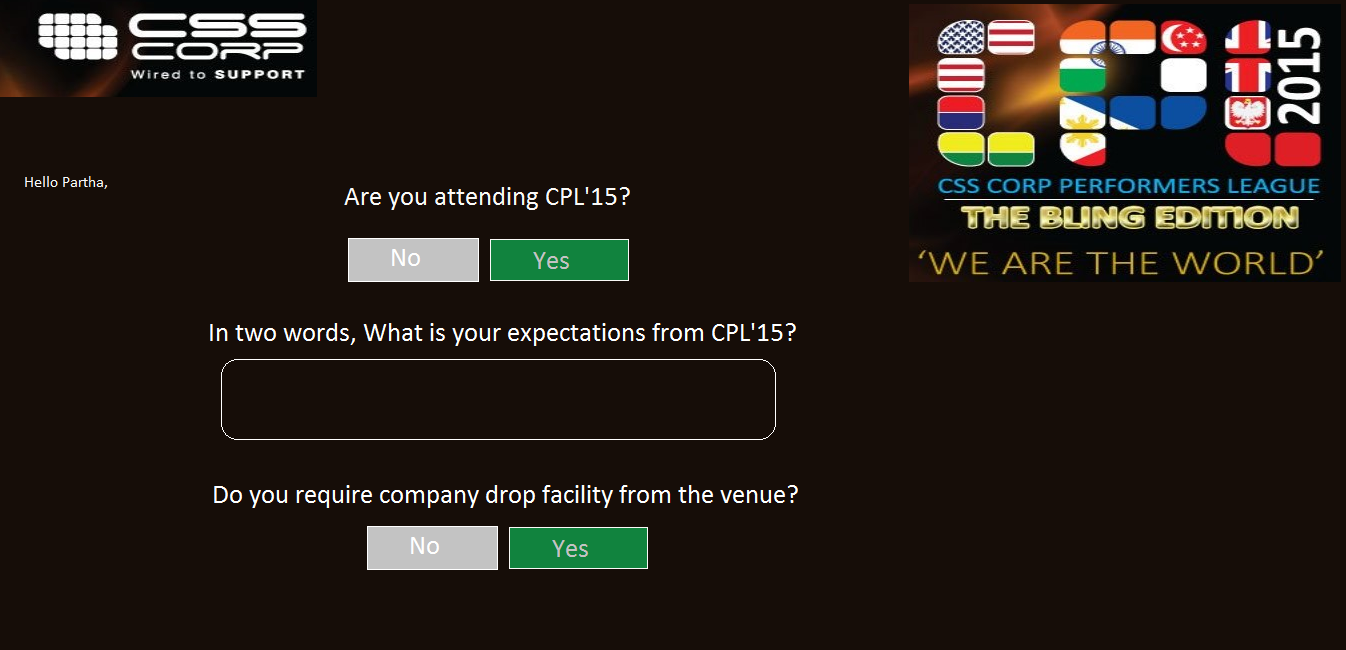 CSS
CORP
Wired to SUPPORT
CPL 2015
CSS CORP PERFORMERS LEAGUE
THE BLING EDITION
‘WE ARE THE WORLD’
Hello Partha,
Are you attending CPL'15?
No Yes
In two words, What is your expectations from CPL'15?
Do you require company drop facility from the venue?
No Yes